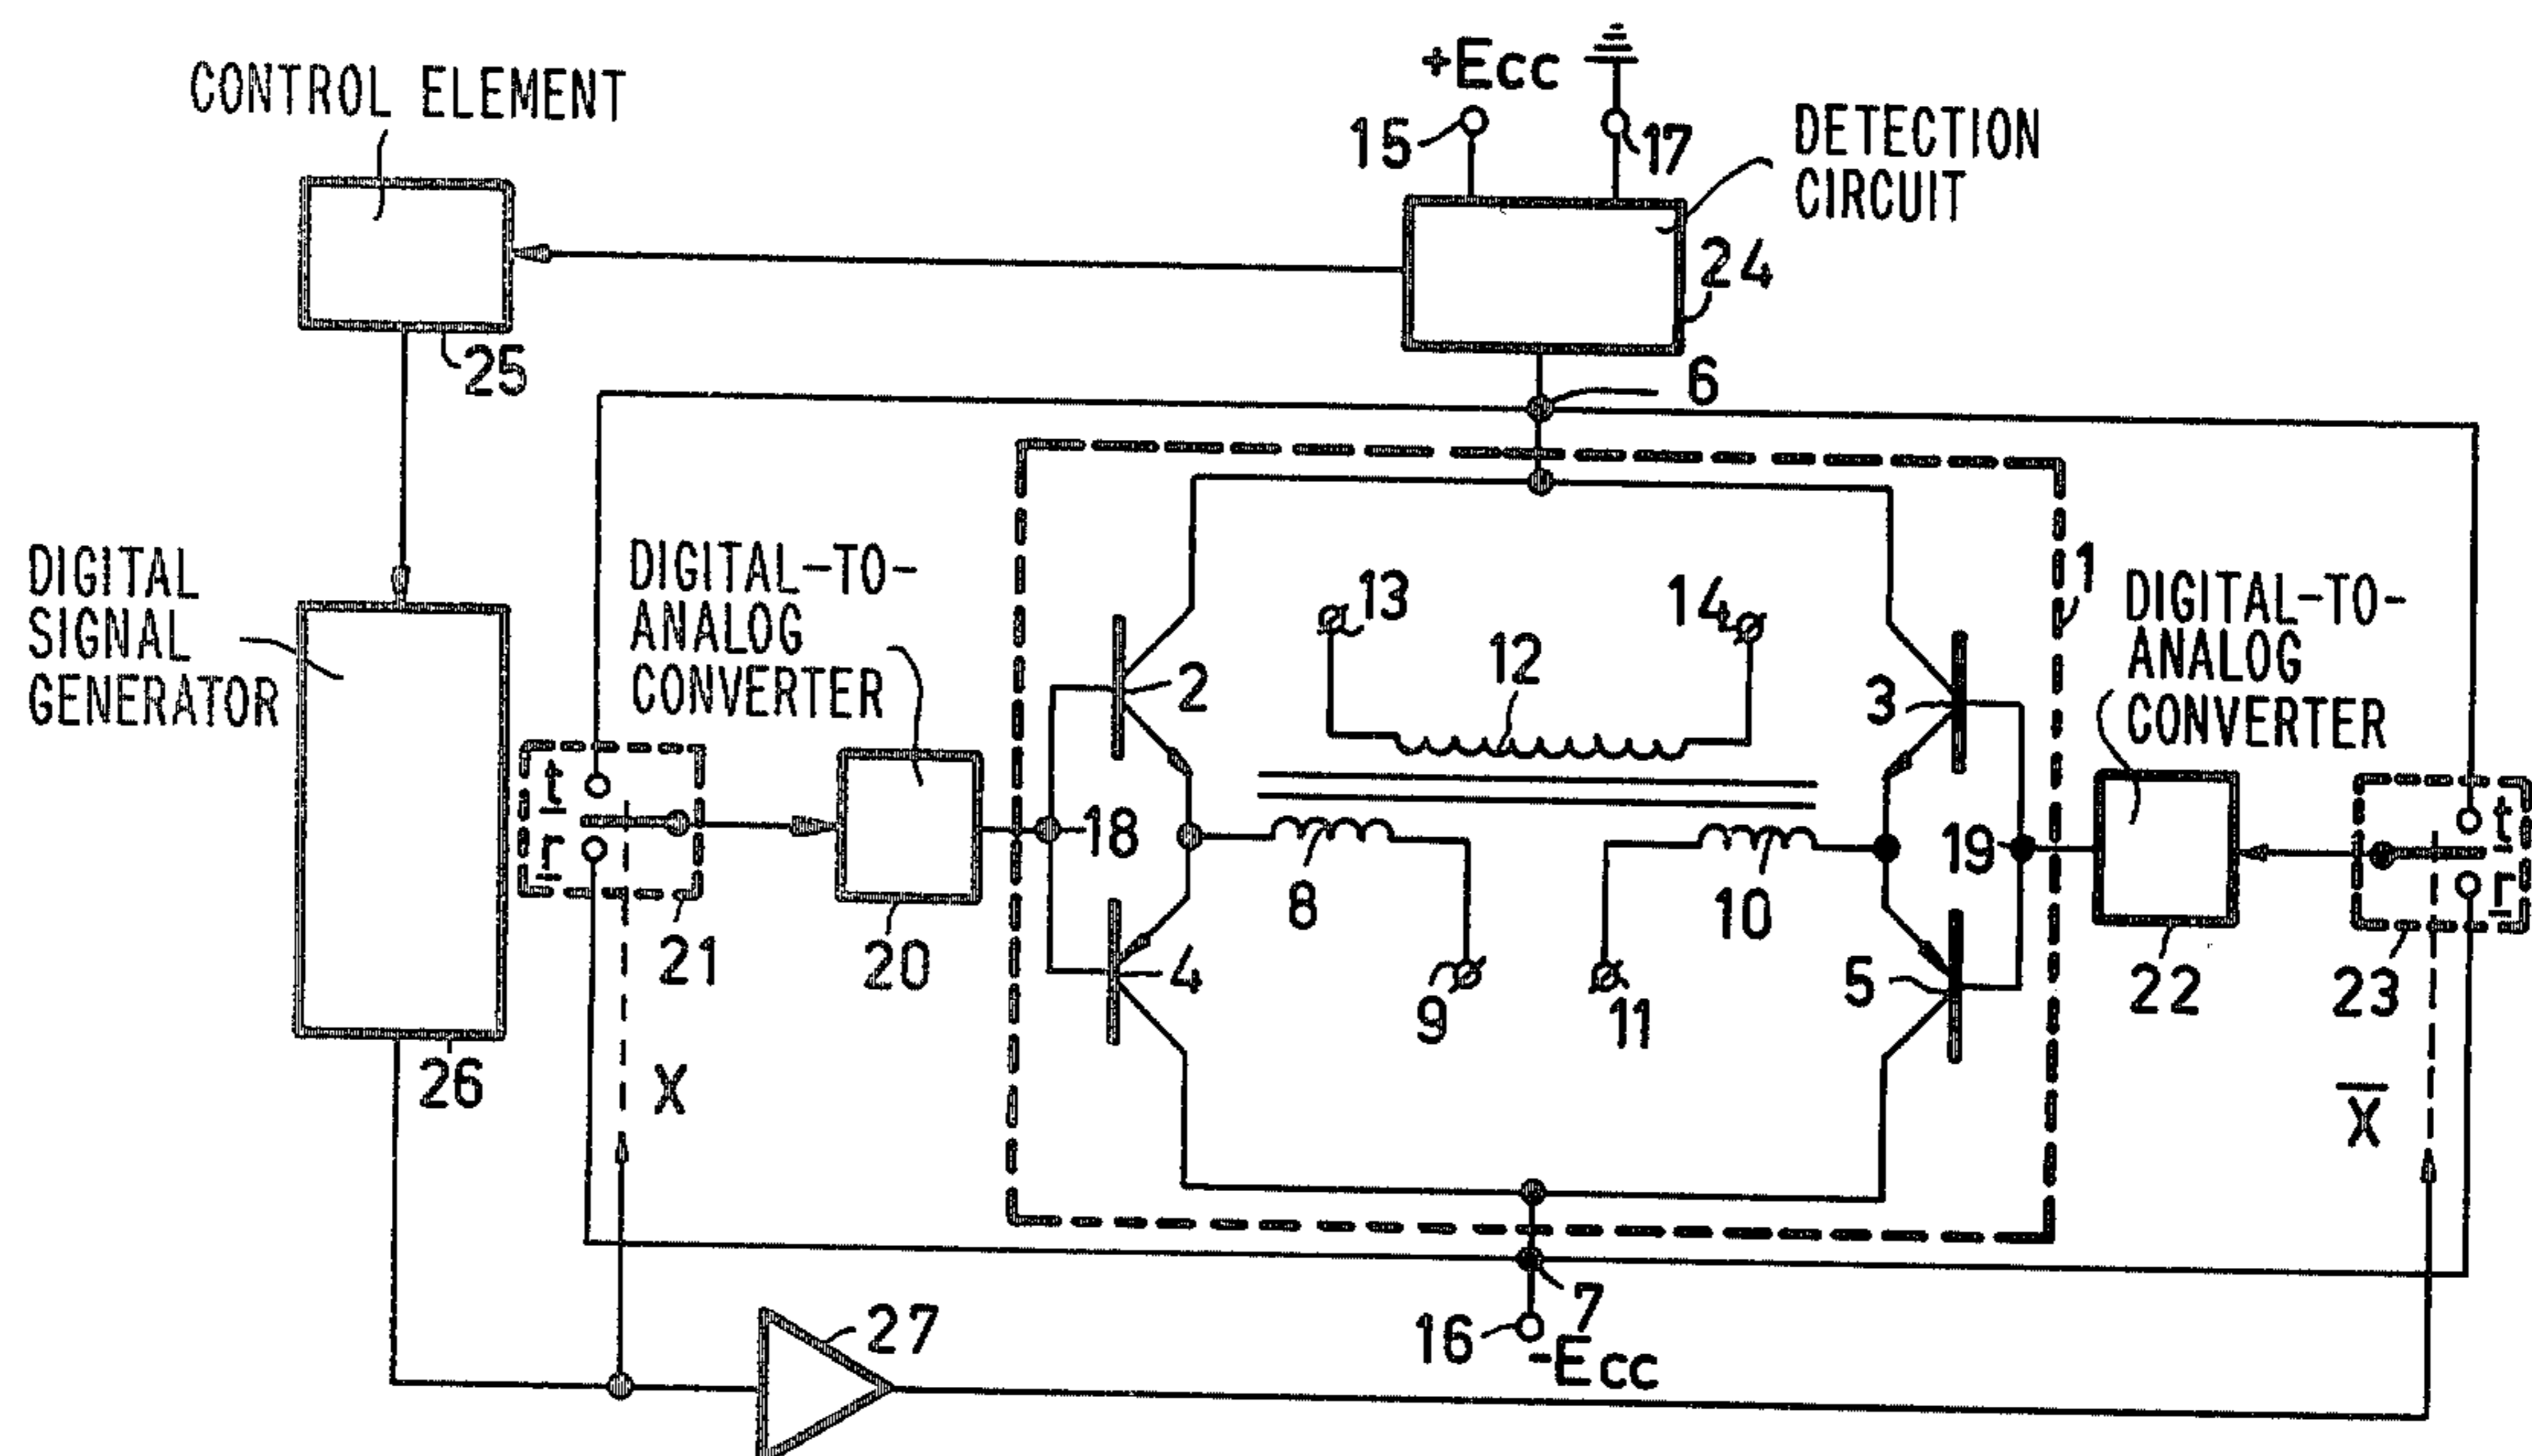 CONTROL ELEMENT
+Ecc
15
17
DETECTION
CIRCUIT
24
25
6
DIGITAL
SIGNAL
GENERATOR
DIGITAL-TO-
ANALOG
CONVERTER
13
14
12
1
DIGITAL-TO-
ANALOG
CONVERTER
2
3
t
r
18
19
t
r
8
10
21
20
4
9
11
5
22
23
26
X
X̅
7
16
-Ecc
27